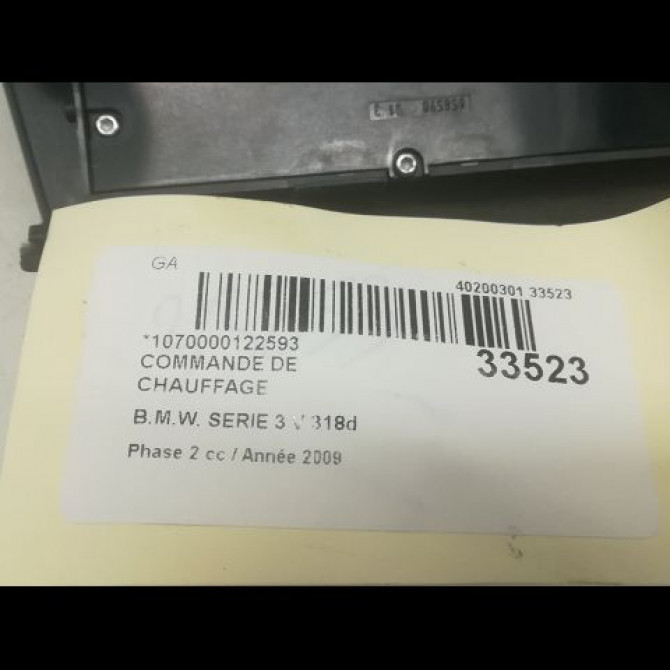 GA
40200301 33523
*1070000122593
33523
COMMANDE DE
CHAUFFAGE
B.M.W. SERIE 3 V 318d
Phase 2 cc / Année 2009